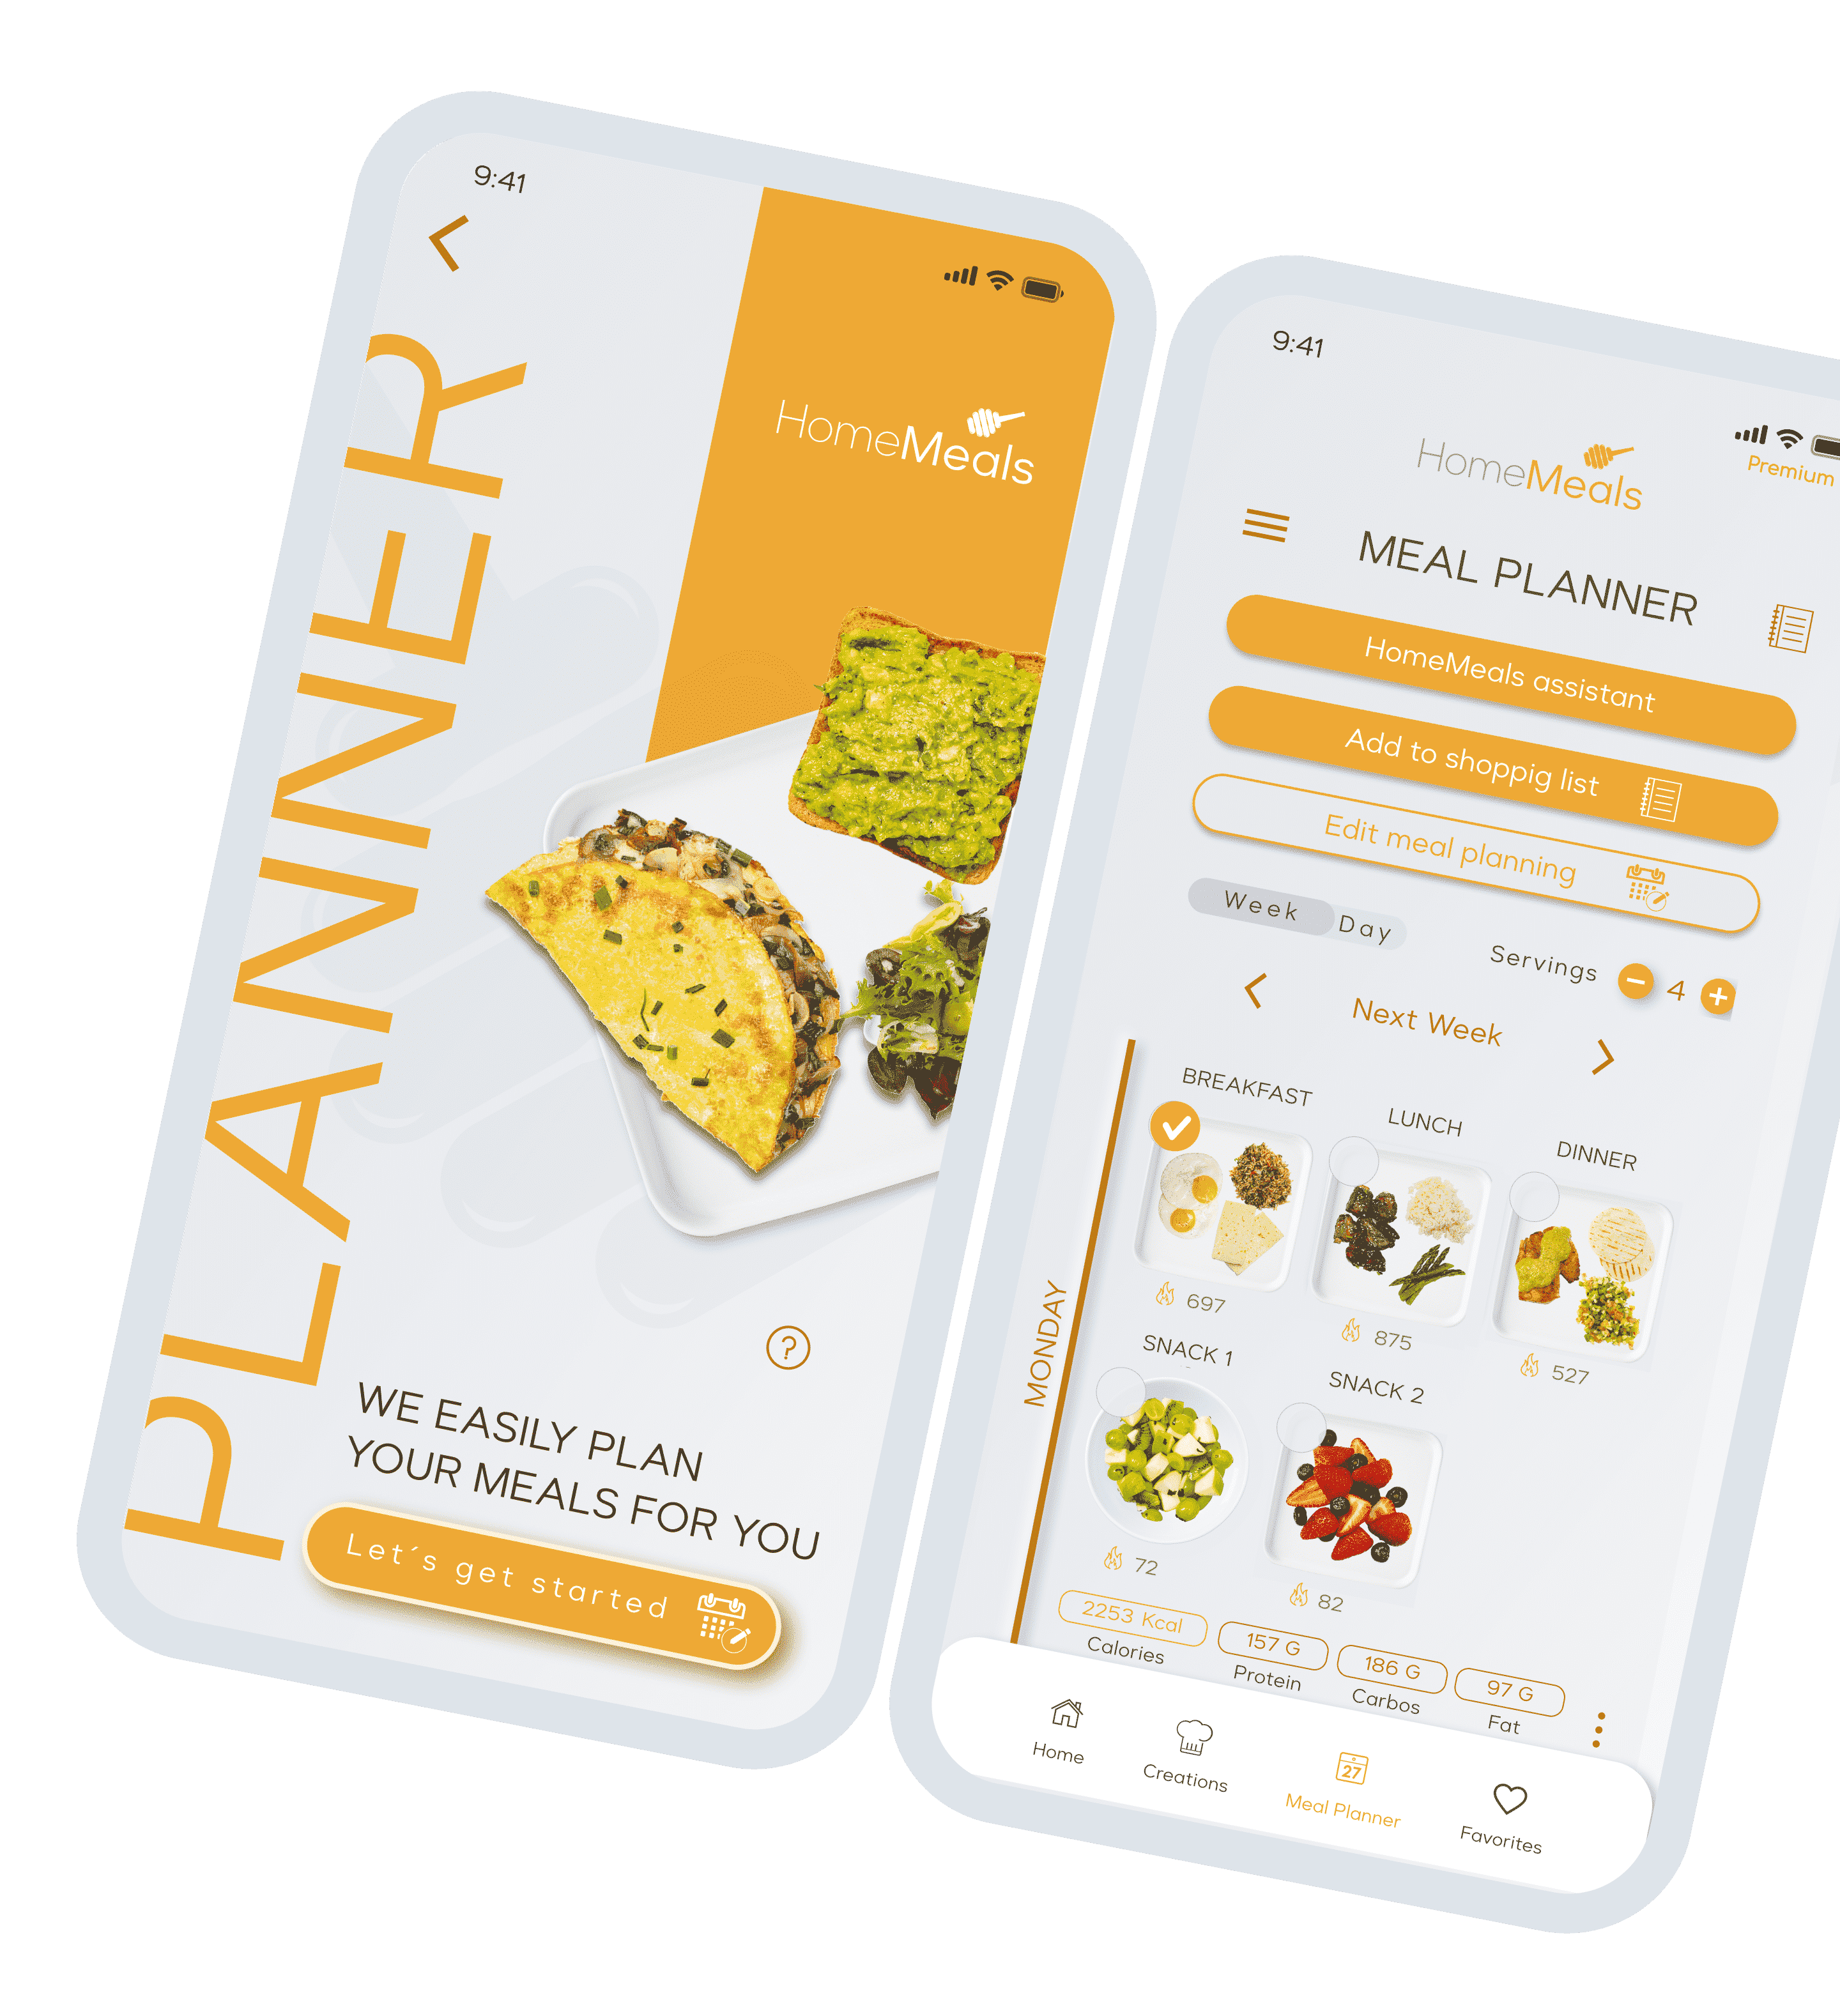 9:41
PLANNER
HomeMeals
?
WE EASILY PLAN
YOUR MEALS FOR YOU
Let´s get started
9:41
Premium
HomeMeals
MEAL PLANNER
HomeMeals assistant
Add to shoppig list
Edit meal planning
Week Day
Servings - 4 +
Next Week
MONDAY
BREAKFAST
LUNCH
DINNER
697
875
527
SNACK 1
SNACK 2
72
82
2253 Kcal
Calories
157 G
Protein
186 G
Carbos
97 G
Fat
Home
Creations
27
Meal Planner
Favorites